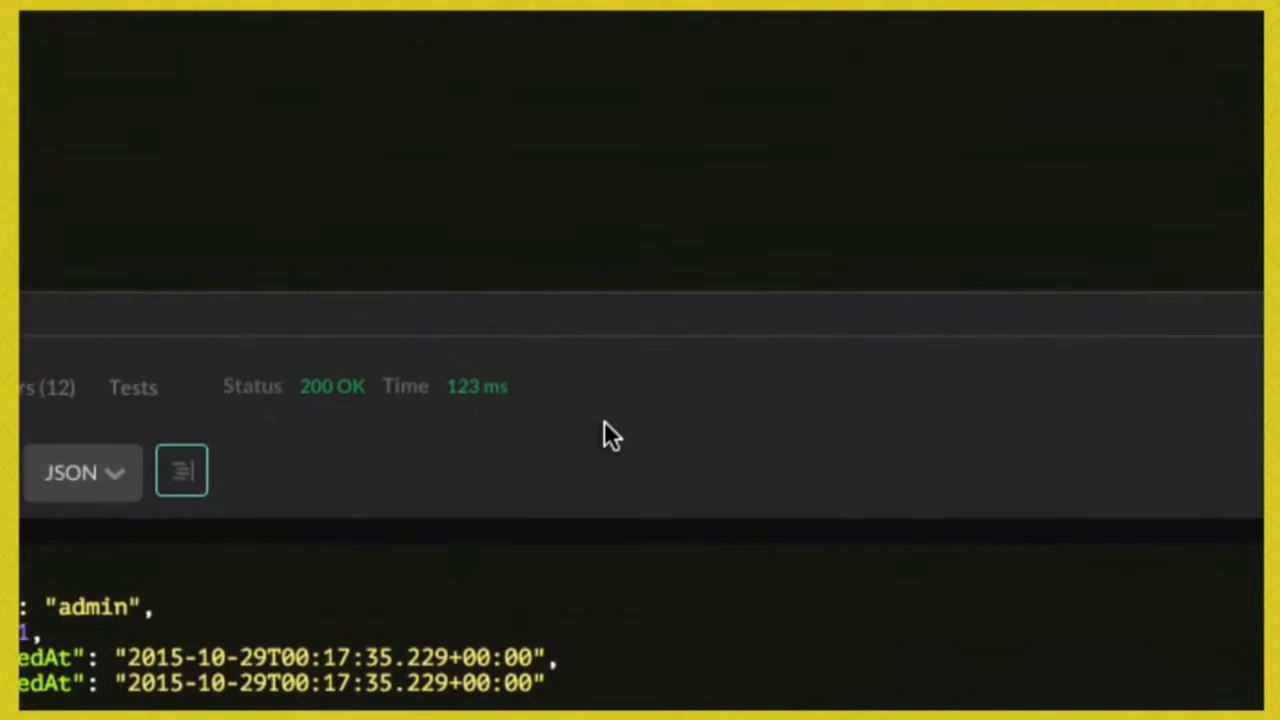 rs (12) Tests Status 200 OK Time 123 ms
JSON
: "admin",
1,
edAt": "2015-10-29T00:17:35.229+00:00",
edAt": "2015-10-29T00:17:35.229+00:00"